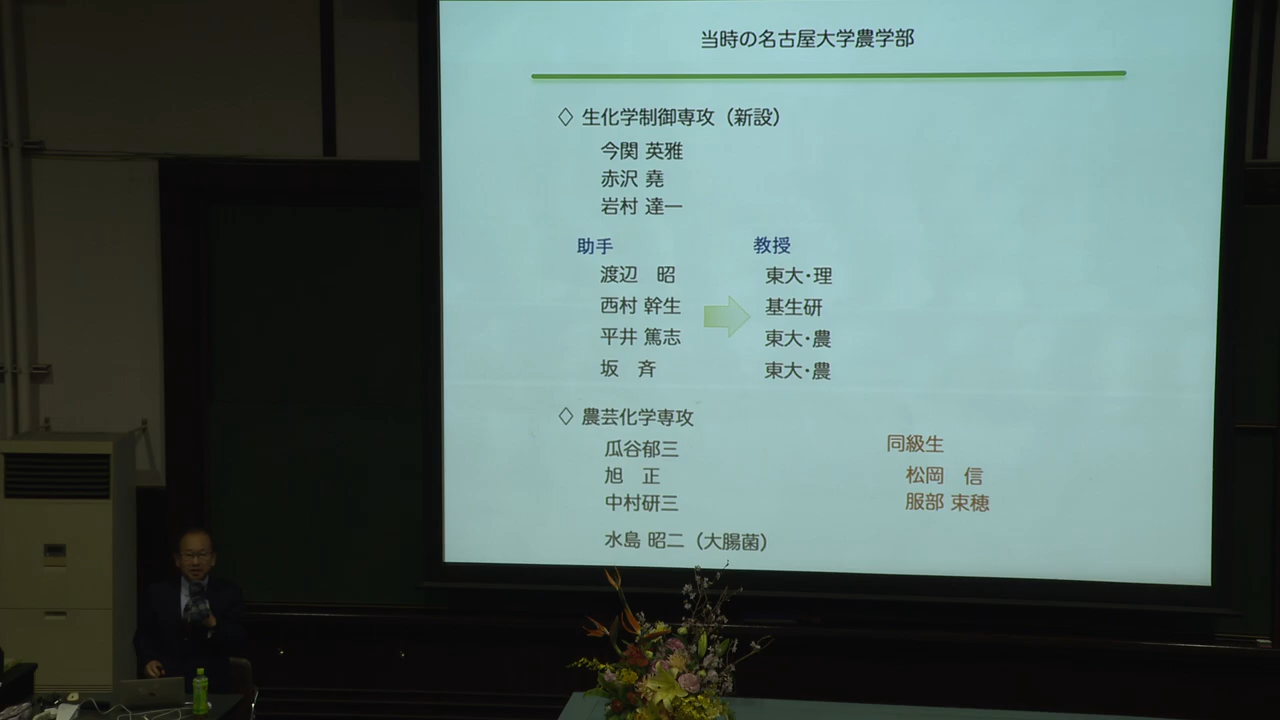 当時の名古屋大学農学部
◇ 生化学制御専攻（新設）
今関 英雅
赤沢 堯
岩村 達一
助手 教授
渡辺　昭 東大・理
西村 幹生 基生研
平井 篤志 東大・農
坂　斉 東大・農
◇ 農芸化学専攻
瓜谷郁三
旭　正
中村研三
水島 昭二（大腸菌）
同級生
松岡　信
服部 束穂